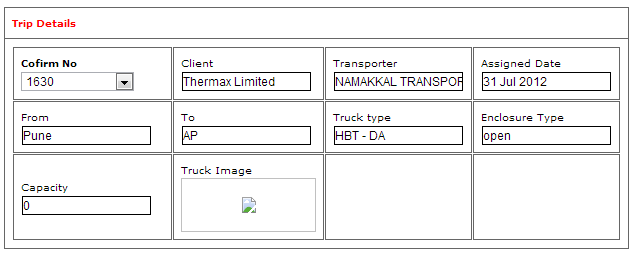 Trip Details
Cofirm No Client Transporter Assigned Date
1630 Thermax Limited NAMAKKAL TRANSPOR 31 Jul 2012
From To Truck type Enclosure Type
Pune AP HBT - DA open
Capacity Truck Image
0